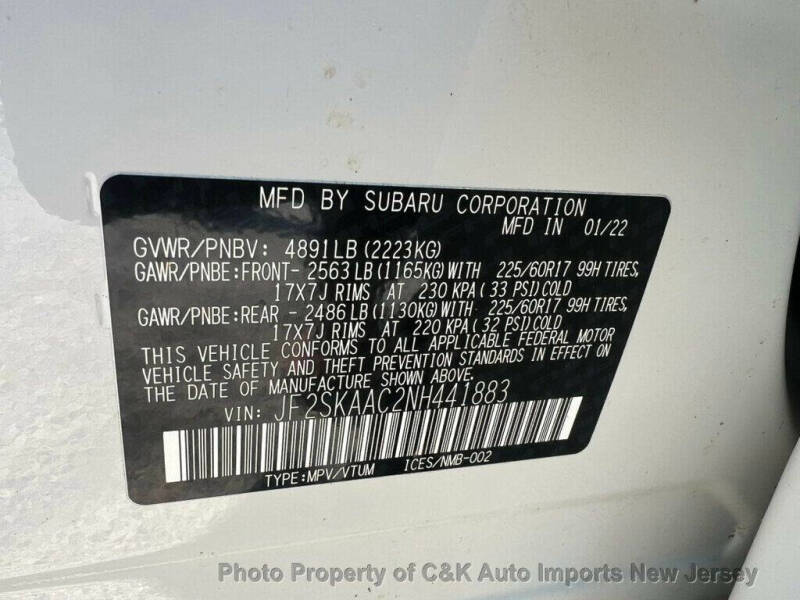 MFD BY SUBARU CORPORATION
MFD IN 01/22
GVWR/PNBV: 4891LB(2223KG)
GAWR/PNBE:FRONT- 2563LB(1165KG)WITH 225/60R17 99H TIRES,
17X7J RIMS AT 230 KPA( 33 PSI)COLD
GAWR/PNBE:REAR - 2486LB(1130KG)WITH 225/60R17 99H TIRES,
17X7J RIMS AT 220 KPA( 32 PSI)COLD
THIS VEHICLE CONFORMS TO ALL APPLICABLE FEDERAL MOTOR
VEHICLE SAFETY AND THEFT PREVENTION STANDARDS IN EFFECT ON
THE DATE OF MANUFACTURE SHOWN ABOVE.
VIN: JF2SKAAC2NH441883
TYPE:MPV/VTUM ICES/NMB-002
Photo Property of C&K Auto Imports New Jersey